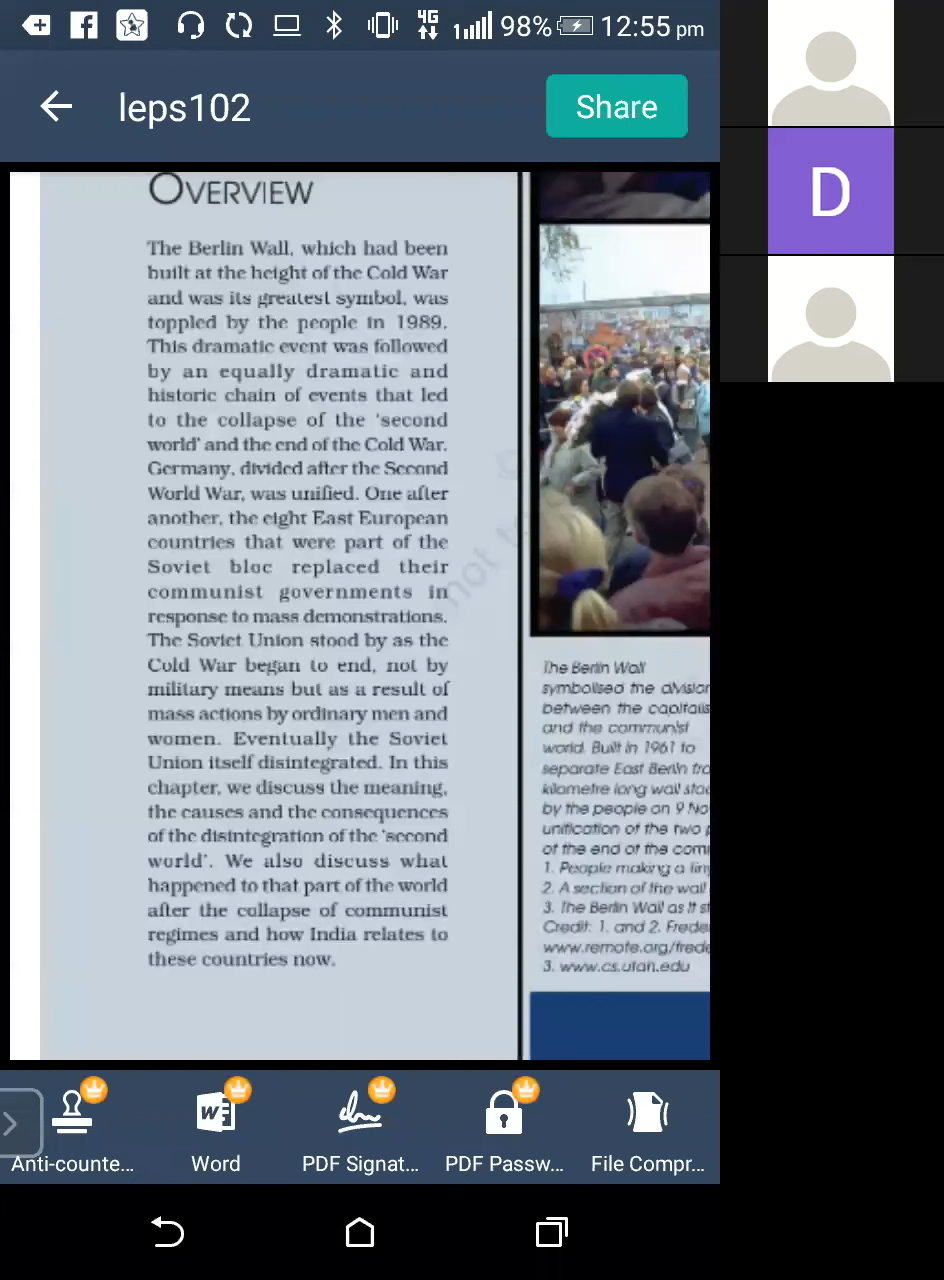 4G
98%
12:55 pm
leps102
Share
D
OVERVIEW
The Berlin Wall, which had been
built at the height of the Cold War
and was its greatest symbol, was
toppled by the people in 1989.
This dramatic event was followed
by an equally dramatic and
historic chain of events that led
to the collapse of the 'second
world' and the end of the Cold War.
Germany, divided after the Second
World War, was unified. One after
another, the eight East European
countries that were part of the
Soviet bloc replaced their
communist governments in
response to mass demonstrations.
The Soviet Union stood by as the
Cold War began to end, not by
military means but as a result of
mass actions by ordinary men and
women. Eventually the Soviet
Union itself disintegrated. In this
chapter, we discuss the meaning,
the causes and the consequences
of the disintegration of the 'second
world'. We also discuss what
happened to that part of the world
after the collapse of communist
regimes and how India relates to
these countries now.
not
The Berlin Wall
symbolised the division
between the capitalis
and the communist
world. Built in 1961 to
separate East Berlin fro
kilometre long wall stoo
by the people on 9 No
unification of the two p
of the end of the com
1. People making a tin
2. A section of the wall
3. The Berlin Wall as it st
Credit: 1. and 2. Frede
www.remote.org/frede
3. www.cs.utah.edu
Anti-counte...
Word
PDF Signat...
PDF Passw...
File Compr...